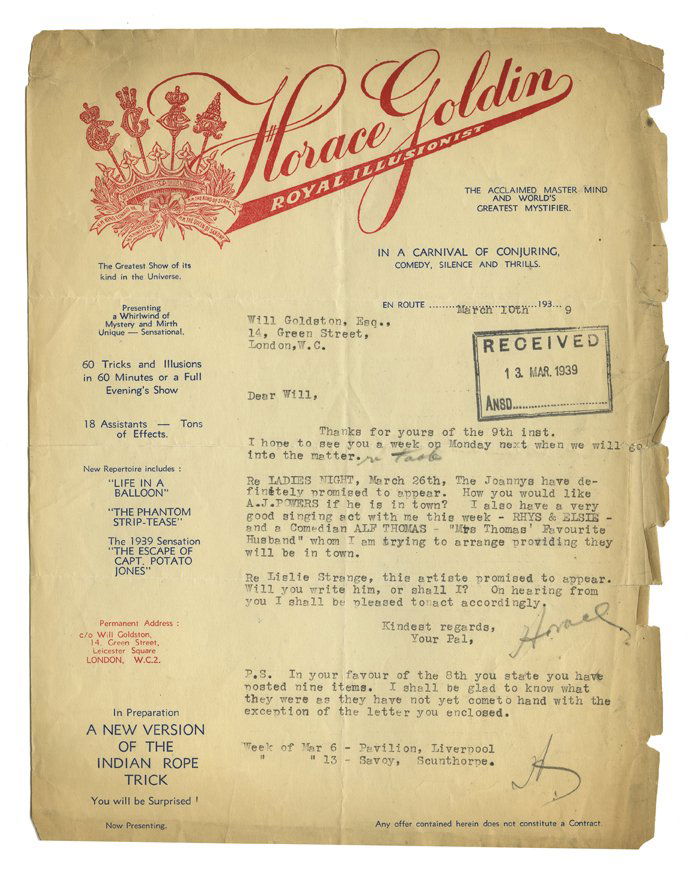 Horace Goldin
ROYAL ILLUSIONIST
THE ACCLAIMED MASTER MIND
AND WORLD'S
GREATEST MYSTIFIER.
IN A CARNIVAL OF CONJURING,
COMEDY, SILENCE AND THRILLS.
The Greatest Show of its
kind in the Universe.
Presenting
a Whirlwind of
Mystery and Mirth
Unique — Sensational.
60 Tricks and Illusions
in 60 Minutes or a Full
Evening's Show
18 Assistants — Tons
of Effects.
New Repertoire includes :
"LIFE IN A
BALLOON"
"THE PHANTOM
STRIP-TEASE"
The 1939 Sensation
"THE ESCAPE OF
CAPT. POTATO
JONES"
Permanent Address :
c/o Will Goldston,
14, Green Street,
Leicester Square
LONDON, W.C.2.
In Preparation
A NEW VERSION
OF THE
INDIAN ROPE
TRICK
You will be Surprised !
Now Presenting.
EN ROUTE ........March 10th 193...9
RECEIVED
13 MAR. 1939
ANSD.....................
Will Goldston, Esq.,
14, Green Street,
London,W.C.
Dear Will,
Thanks for yours of the 9th inst.
I hope to see you a week on Monday next when we will go
into the matter. re
Re LADIES NIGHT, March 26th, The Joannys have de-
finetely promised to appear. How you would like
A.J.POWERS if he is in town? I also have a very
good singing act with me this week - RHYS & ELSIE -
and a Comedian ALF THOMAS - "Mrs Thomas' Favourite
Husband" whom I am trying to arrange providing they
will be in town.
Re Lislie Strange, this artiste promised to appear.
Will you write him, or shall I? On hearing from
you I shall be pleased tonact accordingly.
Kindest regards,
Your Pal,
Horace
P.S. In your favour of the 8th you state you have
posted nine items. I shall be glad to know what
they were as they have not yet cometo hand with the
exception of the letter you enclosed.
Week of Mar 6 - Pavilion, Liverpool
" " 13 - Savoy, Scunthorpe.
H
Any offer contained herein does not constitute a Contract.